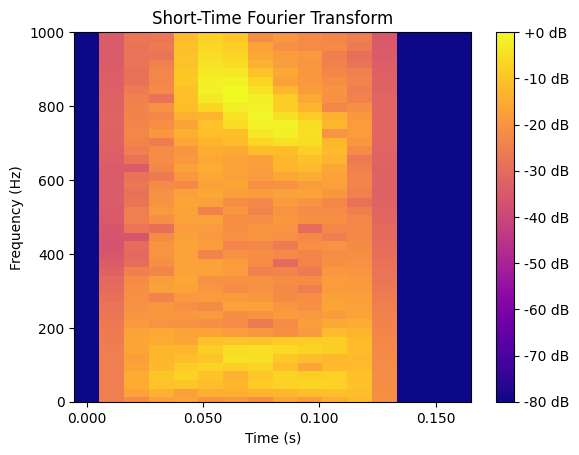 Short-Time Fourier Transform
1000
800
600
400
200
0
Frequency (Hz)
0.000
0.050
0.100
0.150
Time (s)
+0 dB
-10 dB
-20 dB
-30 dB
-40 dB
-50 dB
-60 dB
-70 dB
-80 dB